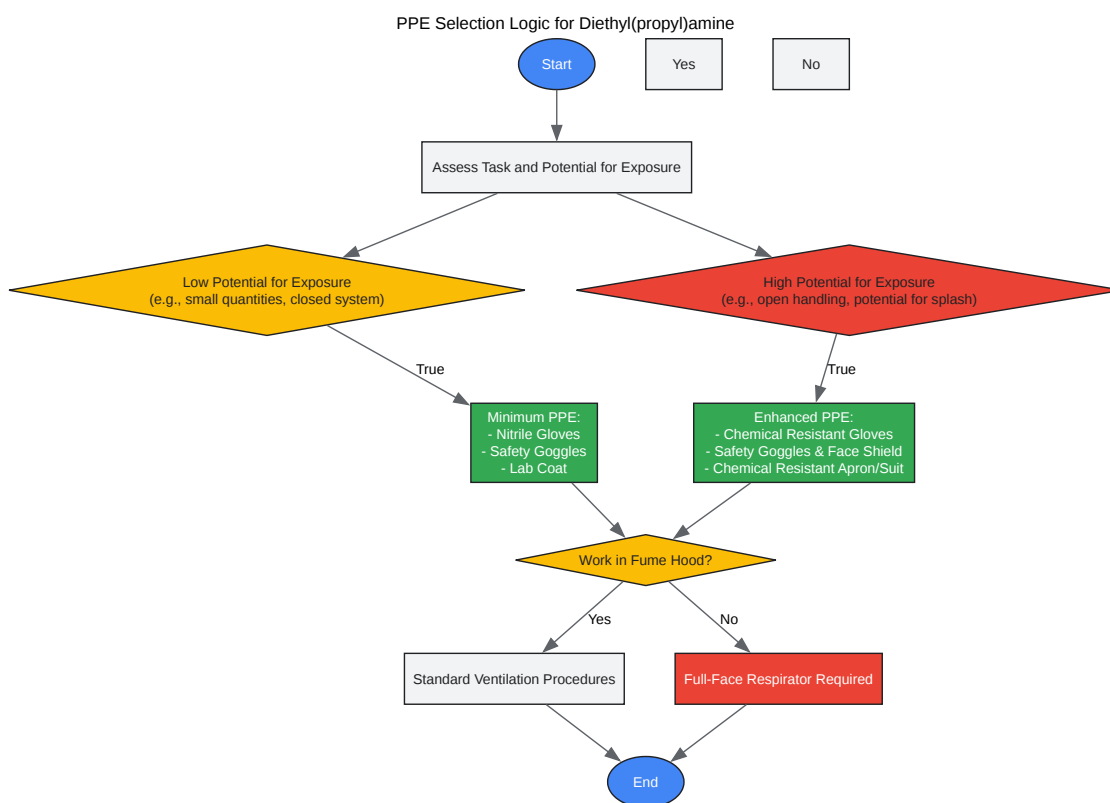 PPE Selection Logic for Diethyl(propyl)amine
Start
Yes
No
Assess Task and Potential for Exposure
Low Potential for Exposure
(e.g., small quantities, closed system)
High Potential for Exposure
(e.g., open handling, potential for splash)
True
True
Minimum PPE:
- Nitrile Gloves
- Safety Goggles
- Lab Coat
Enhanced PPE:
- Chemical Resistant Gloves
- Safety Goggles & Face Shield
- Chemical Resistant Apron/Suit
Work in Fume Hood?
Yes
No
Standard Ventilation Procedures
Full-Face Respirator Required
End